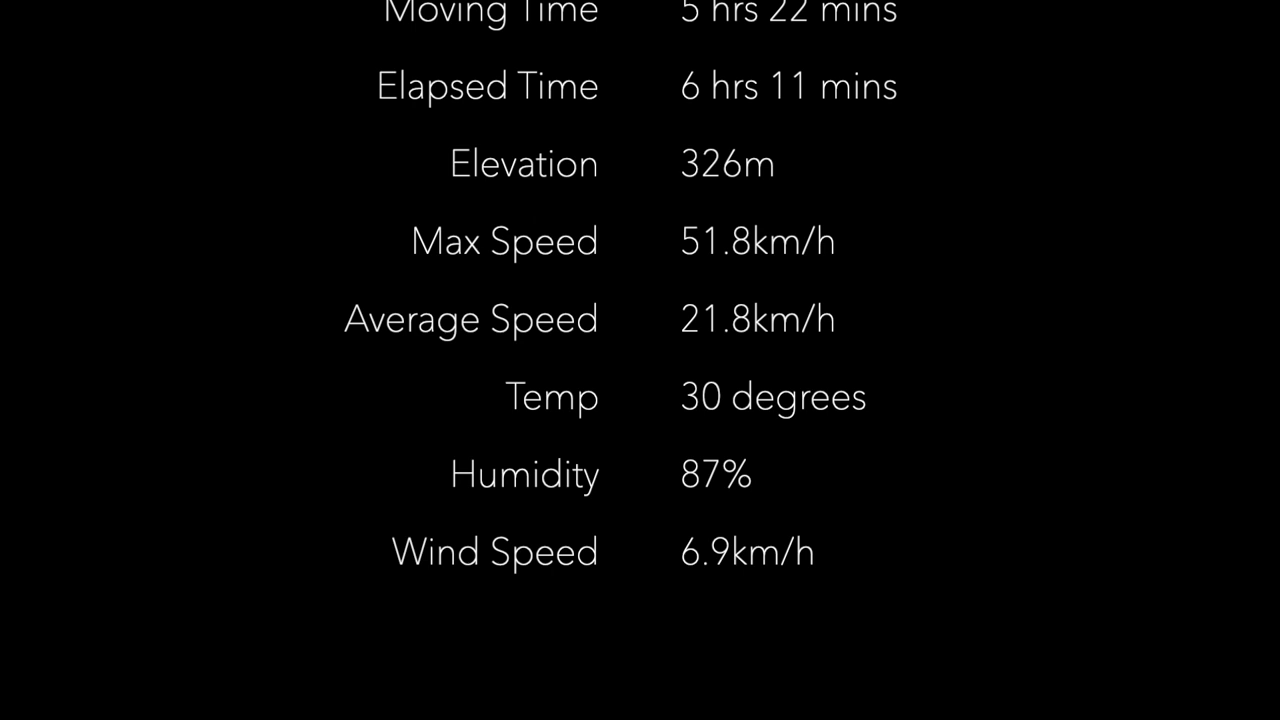 Moving Time 5 hrs 22 mins
Elapsed Time 6 hrs 11 mins
Elevation 326m
Max Speed 51.8km/h
Average Speed 21.8km/h
Temp 30 degrees
Humidity 87%
Wind Speed 6.9km/h